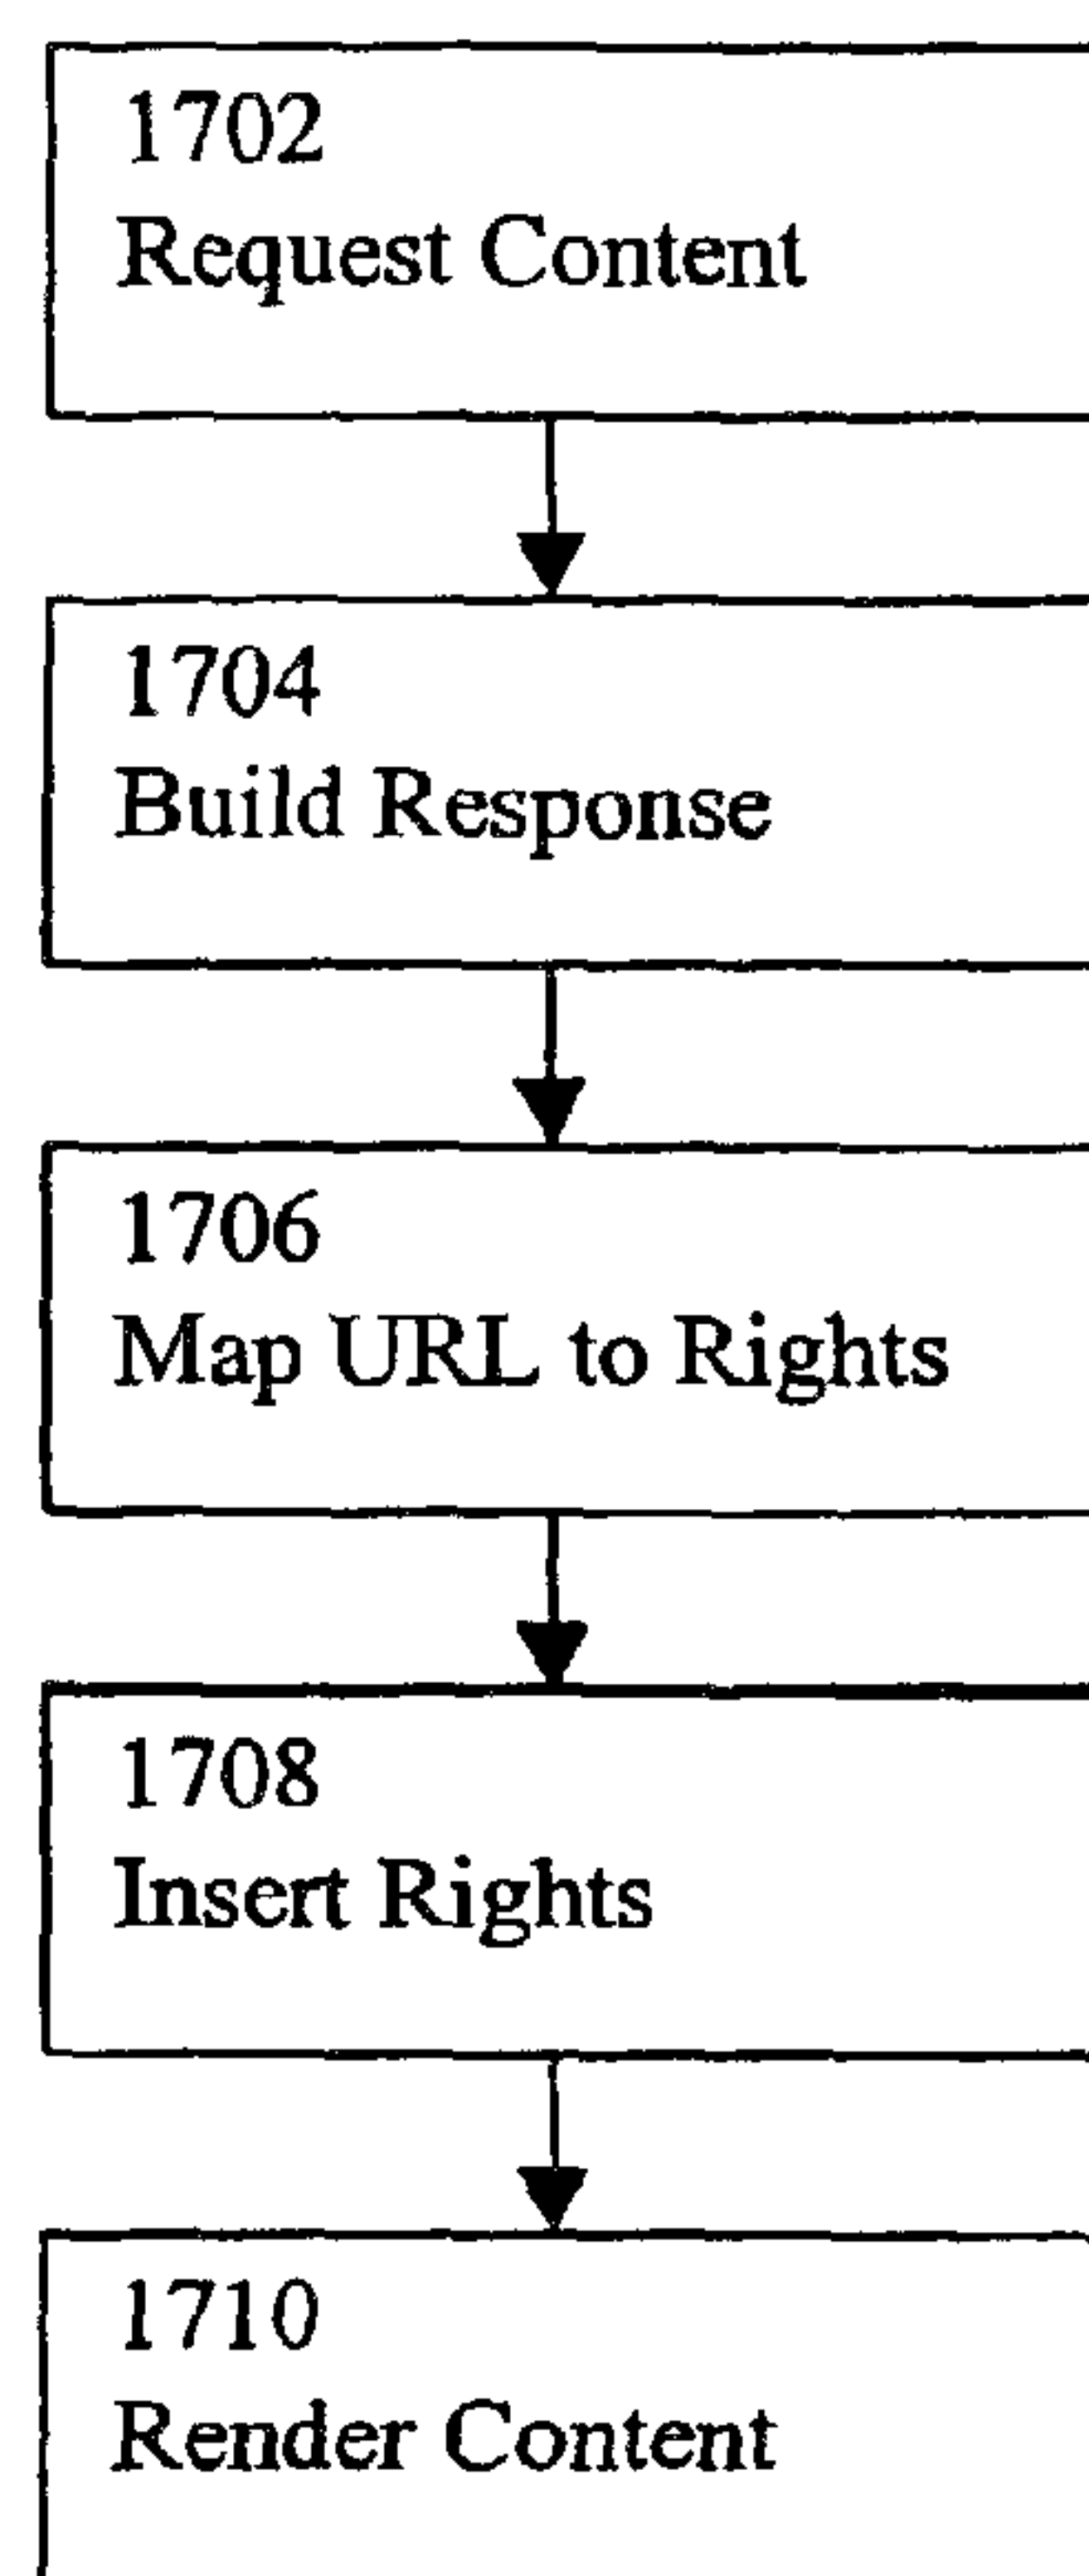 1702
Request Content
1704
Build Response
1706
Map URL to Rights
1708
Insert Rights
1710
Render Content